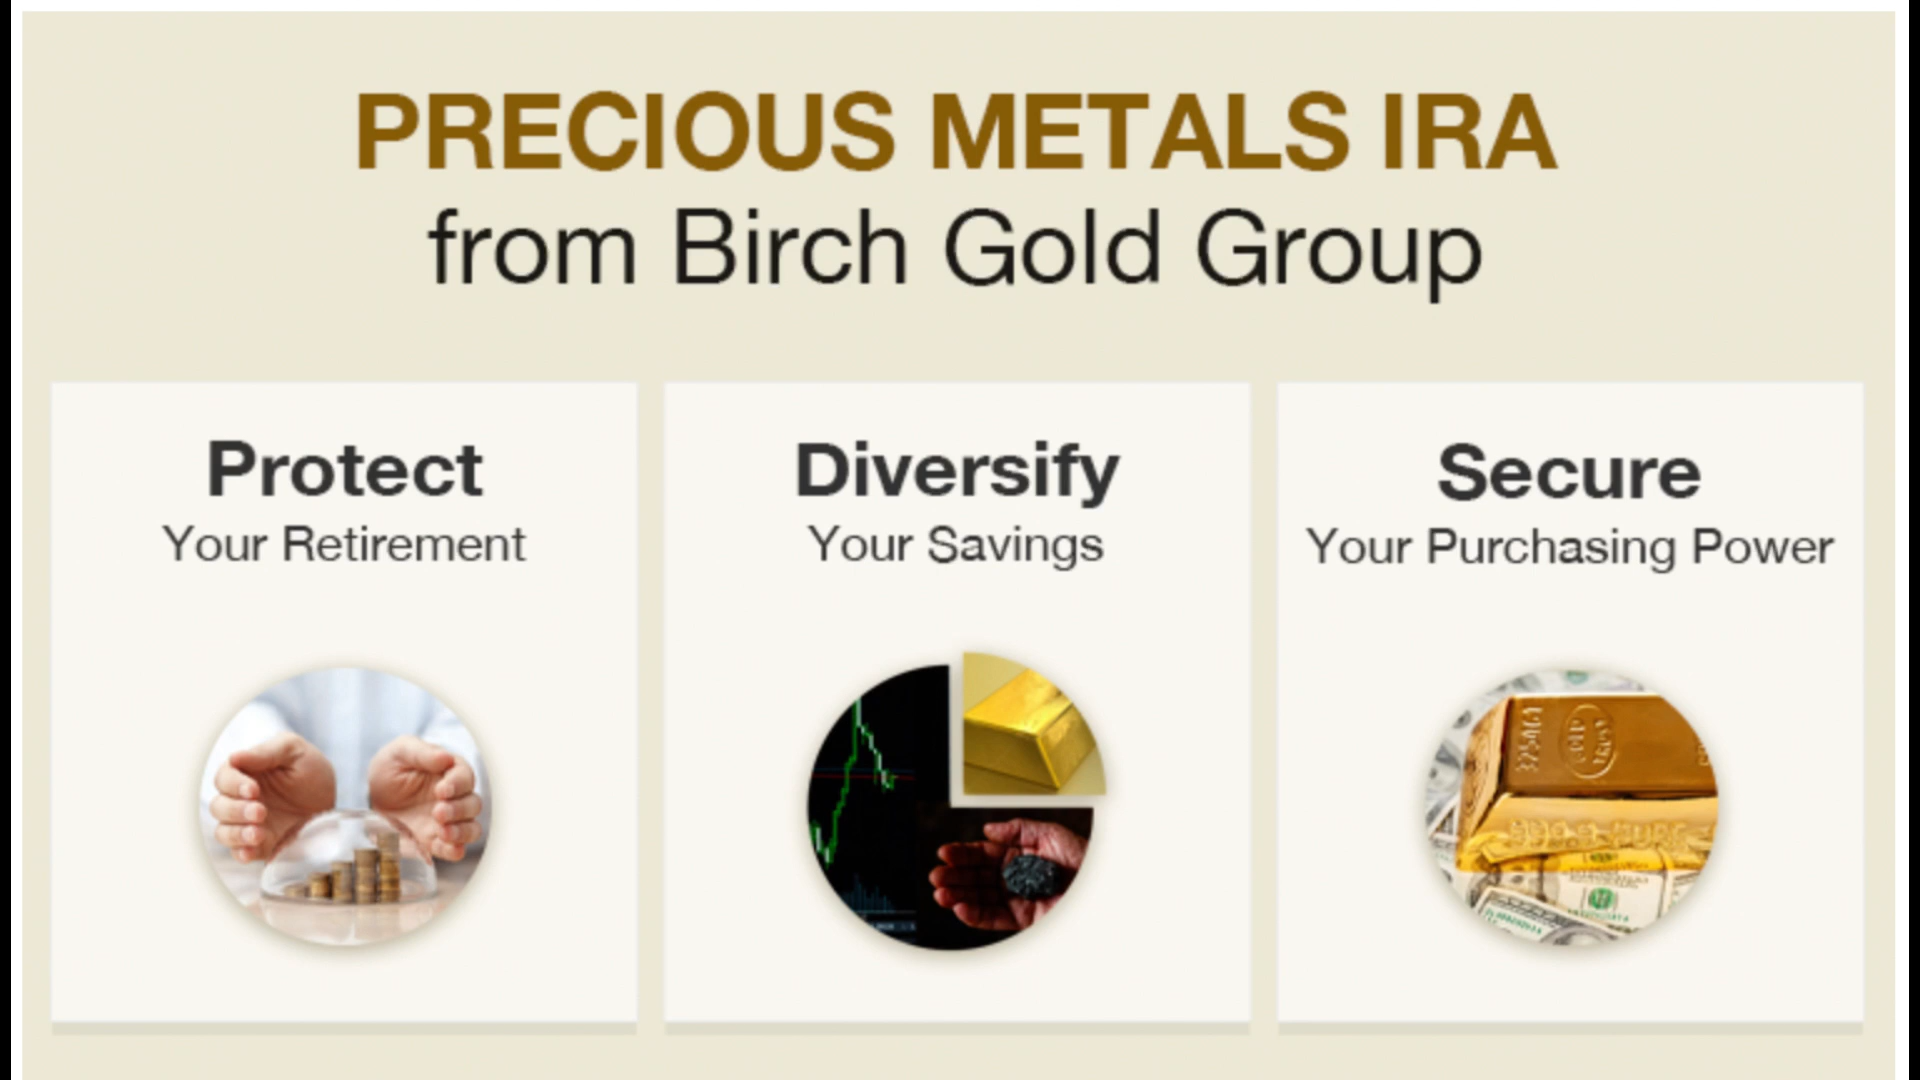 PRECIOUS METALS IRA
from Birch Gold Group
Protect
Your Retirement
Diversify
Your Savings
Secure
Your Purchasing Power